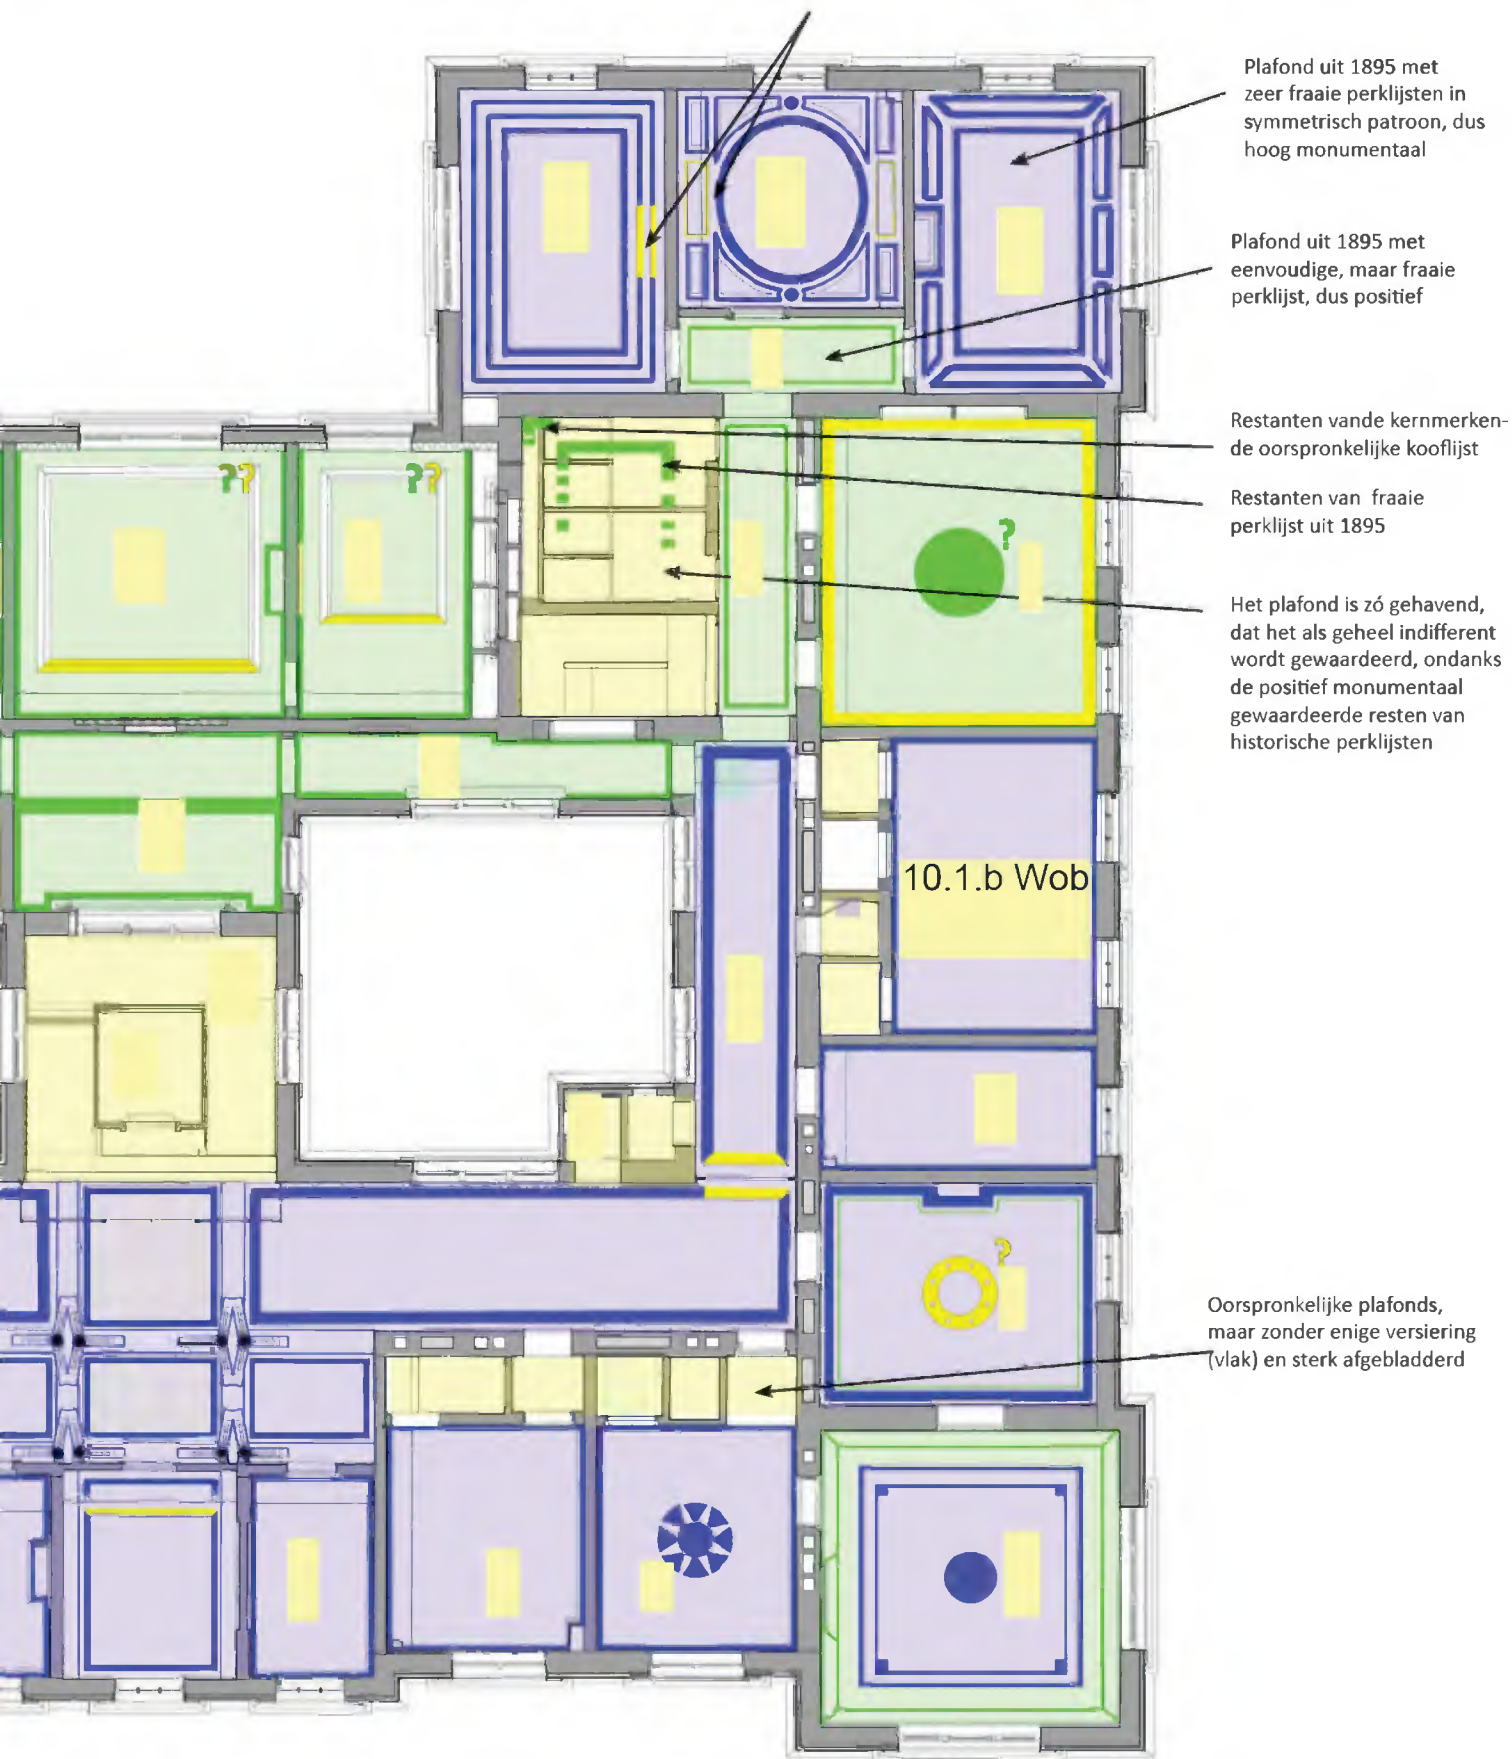 Plafond uit 1895 met
zeer fraaie perklijsten in
symmetrisch patroon, dus
hoog monumentaal
Plafond uit 1895 met
eenvoudige, maar fraaie
perklijst, dus positief
Restanten vande kernmerken-
de oorspronkelijke kooflijst
Restanten van fraaie
perklijst uit 1895
Het plafond is zó gehavend,
dat het als geheel indifferent
wordt gewaardeerd, ondanks
de positief monumentaal
gewaardeerde resten van
historische perklijsten
??
??
?
10.1.b Wob
?
Oorspronkelijke plafonds,
maar zonder enige versiering
(vlak) en sterk afgebladderd